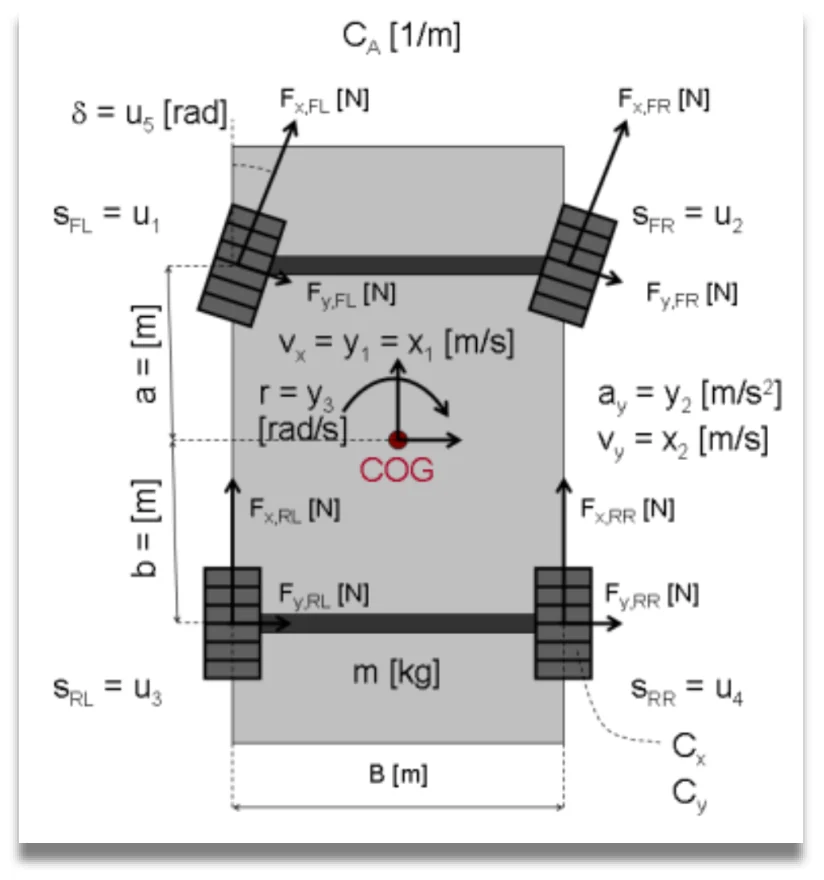 C_A [1/m]
δ = u_5 [rad]
F_x,FL [N]
F_x,FR [N]
s_FL = u_1
s_FR = u_2
F_y,FL [N]
F_y,FR [N]
a = [m]
v_x = y_1 = x_1 [m/s]
r = y_3
[rad/s]
a_y = y_2 [m/s²]
v_y = x_2 [m/s]
COG
b = [m]
F_x,RL [N]
F_x,RR [N]
F_y,RL [N]
F_y,RR [N]
m [kg]
s_RL = u_3
s_RR = u_4
C_x
C_y
B [m]